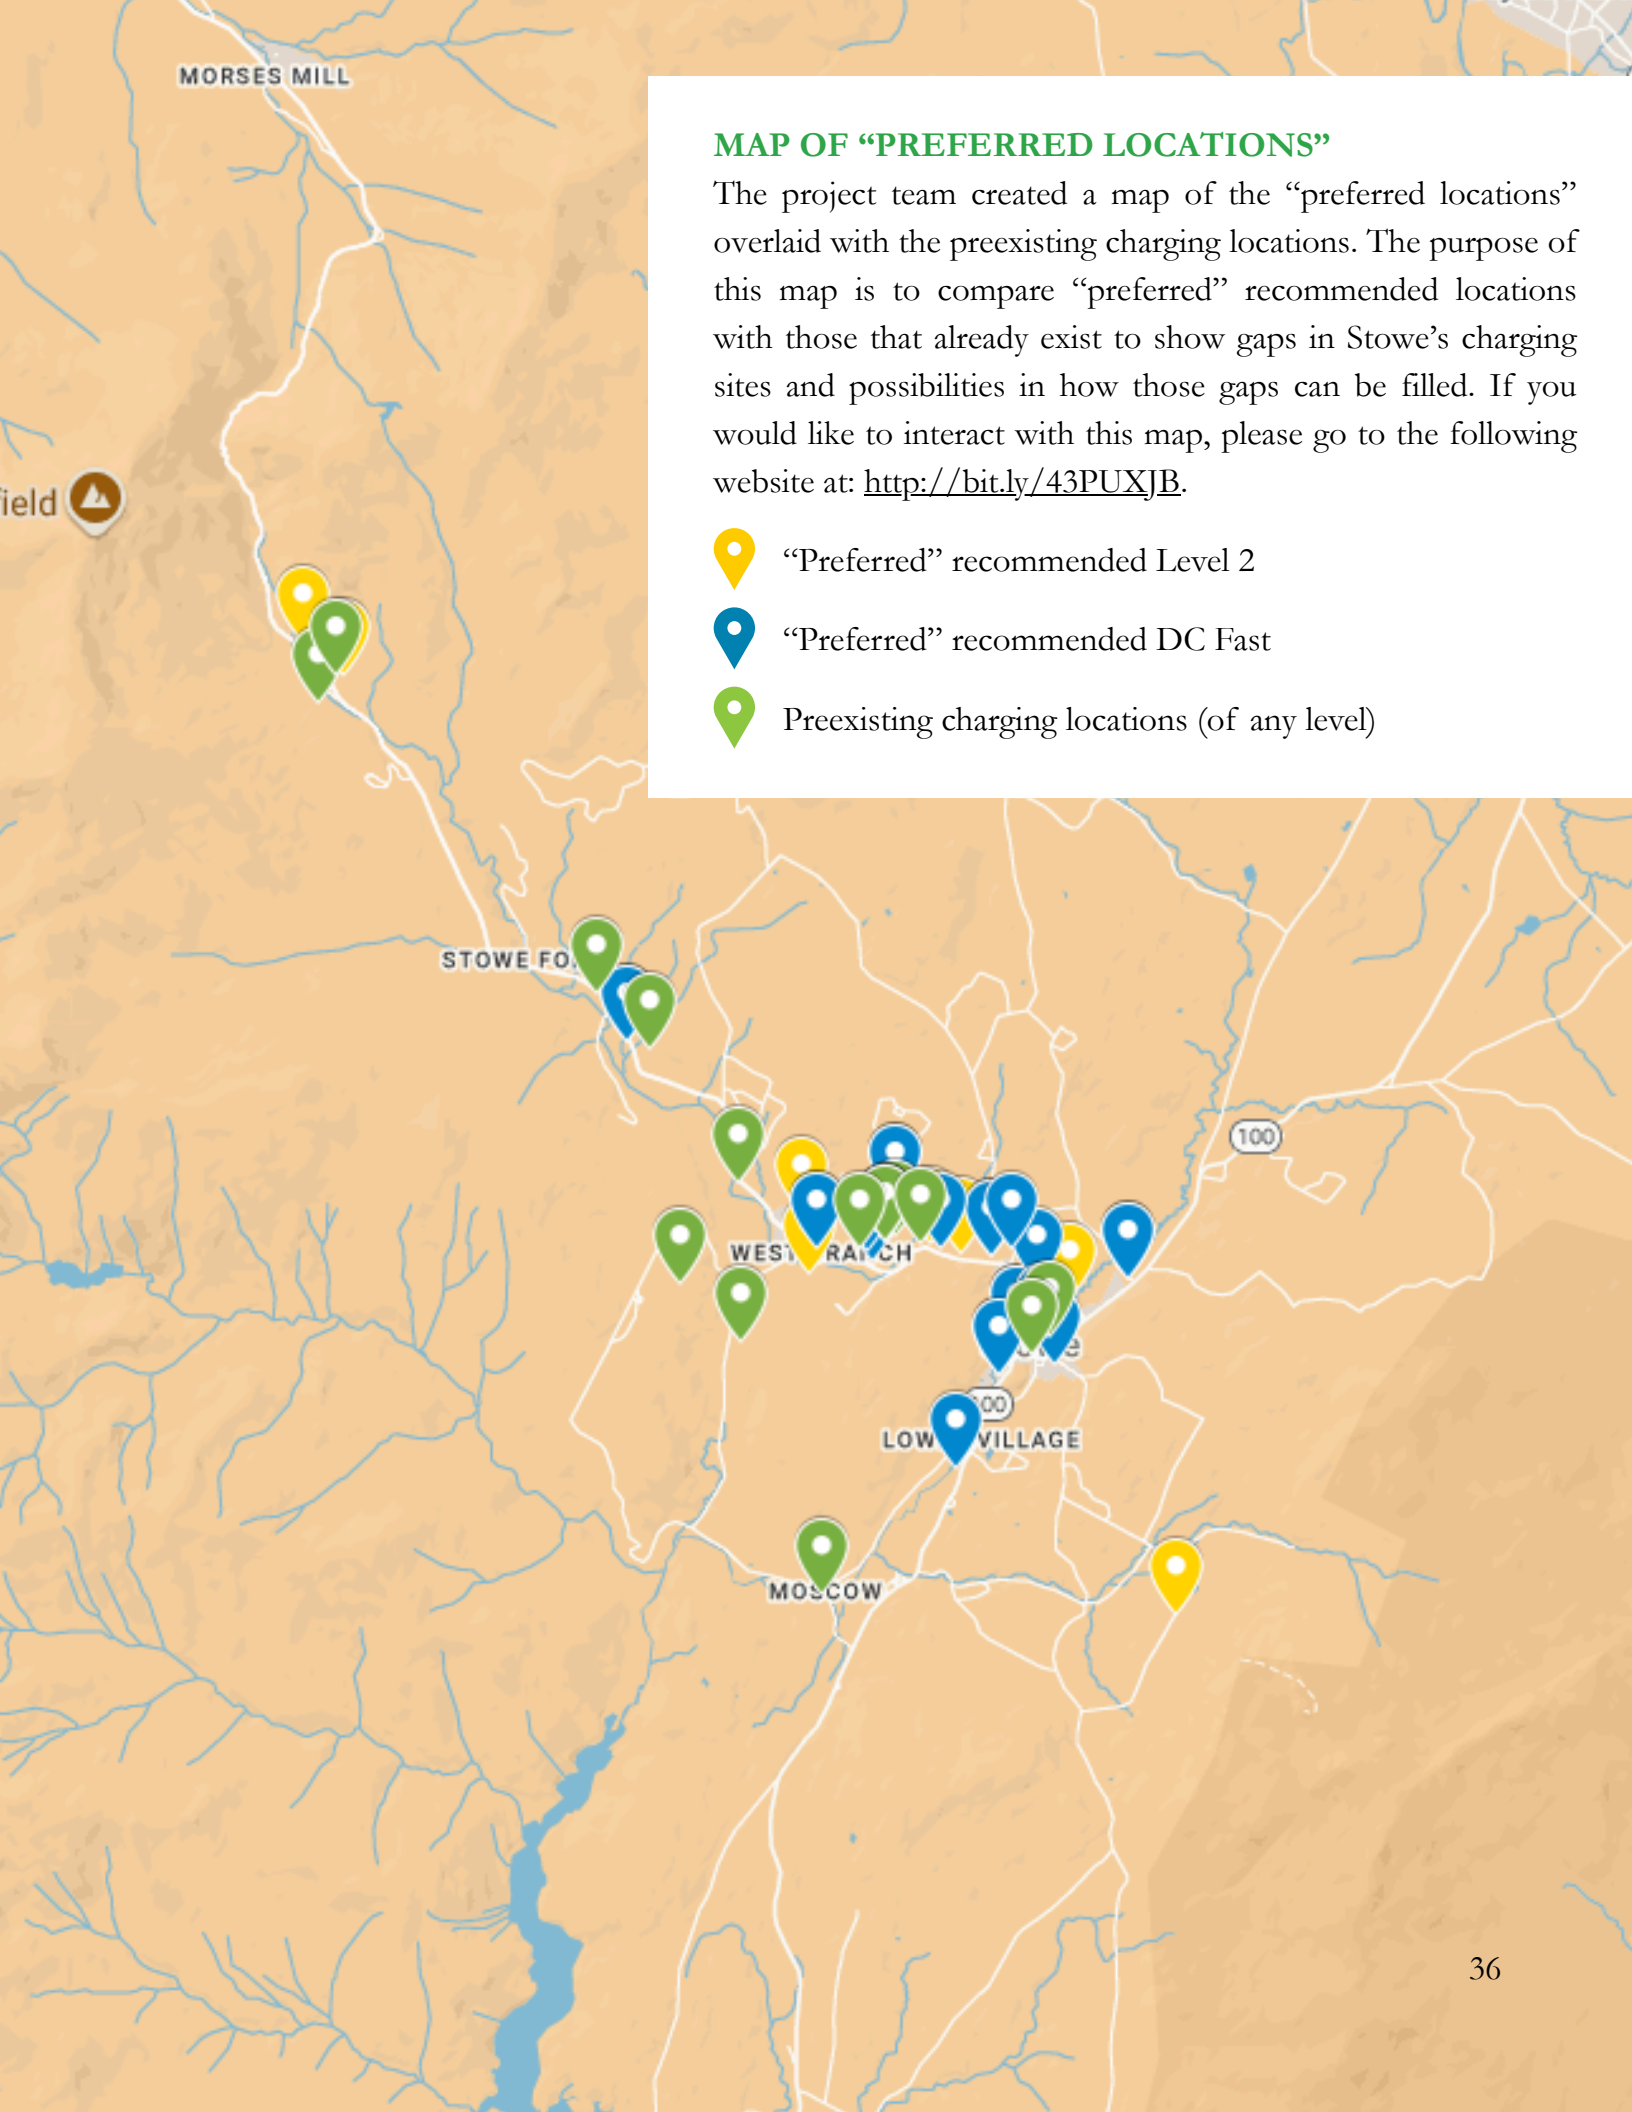 MORSES MILL
MAP OF “PREFERRED LOCATIONS”
The project team created a map of the “preferred locations”
overlaid with the preexisting charging locations. The purpose of
this map is to compare “preferred” recommended locations
with those that already exist to show gaps in Stowe’s charging
sites and possibilities in how those gaps can be filled. If you
would like to interact with this map, please go to the following
website at: http://bit.ly/43PUXJB.
ield
“Preferred” recommended Level 2
“Preferred” recommended DC Fast
Preexisting charging locations (of any level)
STOWE FO
100
WEST RANCH
owe
00
LOW VILLAGE
MOSCOW
36